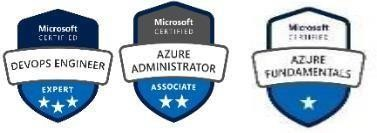 Microsoft
CERTIFIED
DEVOPS ENGINEER
EXPERT
Microsoft
CERTIFIED
AZURE
ADMINISTRATOR
ASSOCIATE
Microsoft
CERTIFIED
AZURE
FUNDAMENTALS